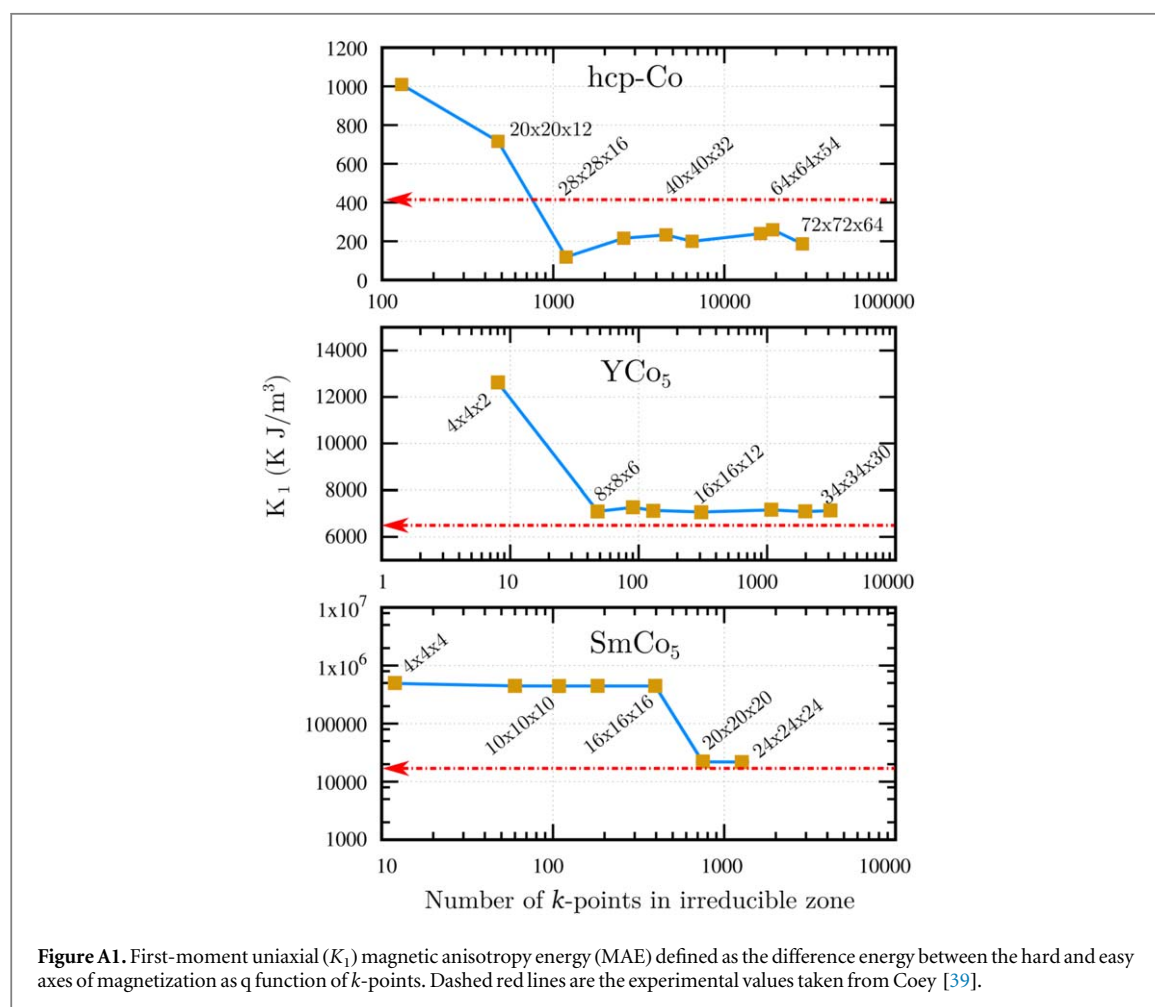 1200
1000
800
600
400
200
0
hcp-Co
20x20x12
28x28x16
40x40x32
64x64x54
72x72x64
100
1000
10000
100000
14000
12000
10000
8000
6000
YCo₅
4x4x2
8x8x6
16x16x12
34x34x30
1
10
100
1000
10000
K₁ (K J/m³)
1x10⁷
1x10⁶
100000
10000
1000
SmCo₅
4x4x4
10x10x10
16x16x16
20x20x20
24x24x24
10
100
1000
10000
Number of k-points in irreducible zone
Figure A1. First-moment uniaxial (K₁) magnetic anisotropy energy (MAE) defined as the difference energy between the hard and easy
axes of magnetization as q function of k-points. Dashed red lines are the experimental values taken from Coey [39].